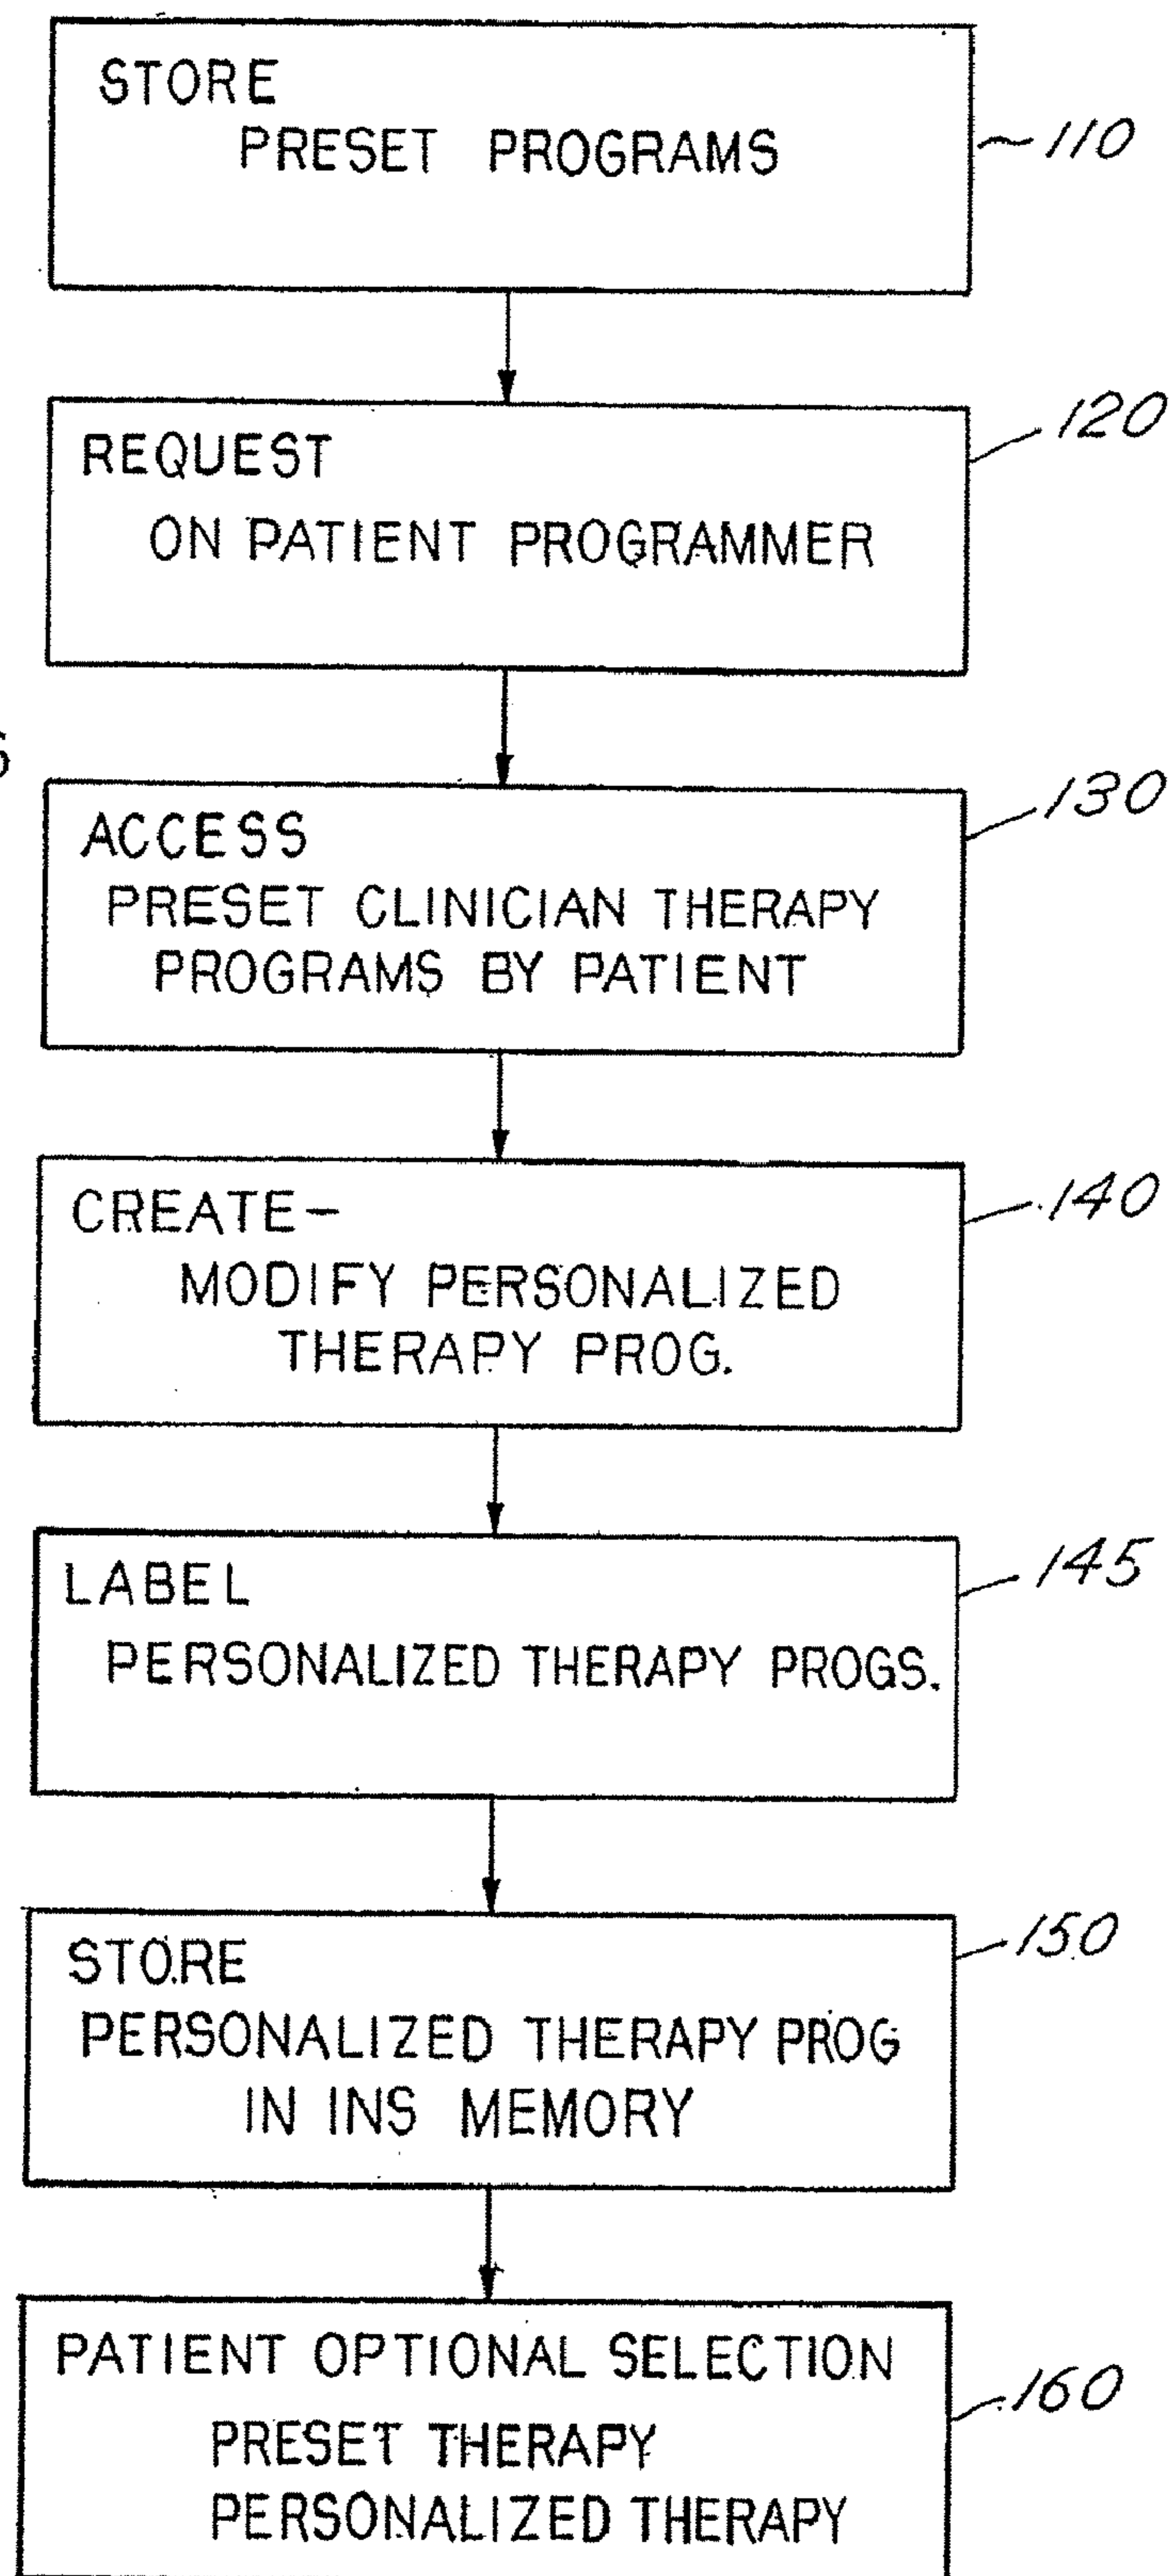 STORE
PRESET PROGRAMS
110
REQUEST
ON PATIENT PROGRAMMER
120
ACCESS
PRESET CLINICIAN THERAPY
PROGRAMS BY PATIENT
130
CREATE-
MODIFY PERSONALIZED
THERAPY PROG.
140
LABEL
PERSONALIZED THERAPY PROGS.
145
STORE
PERSONALIZED THERAPY PROG
IN INS MEMORY
150
PATIENT OPTIONAL SELECTION
PRESET THERAPY
PERSONALIZED THERAPY
160